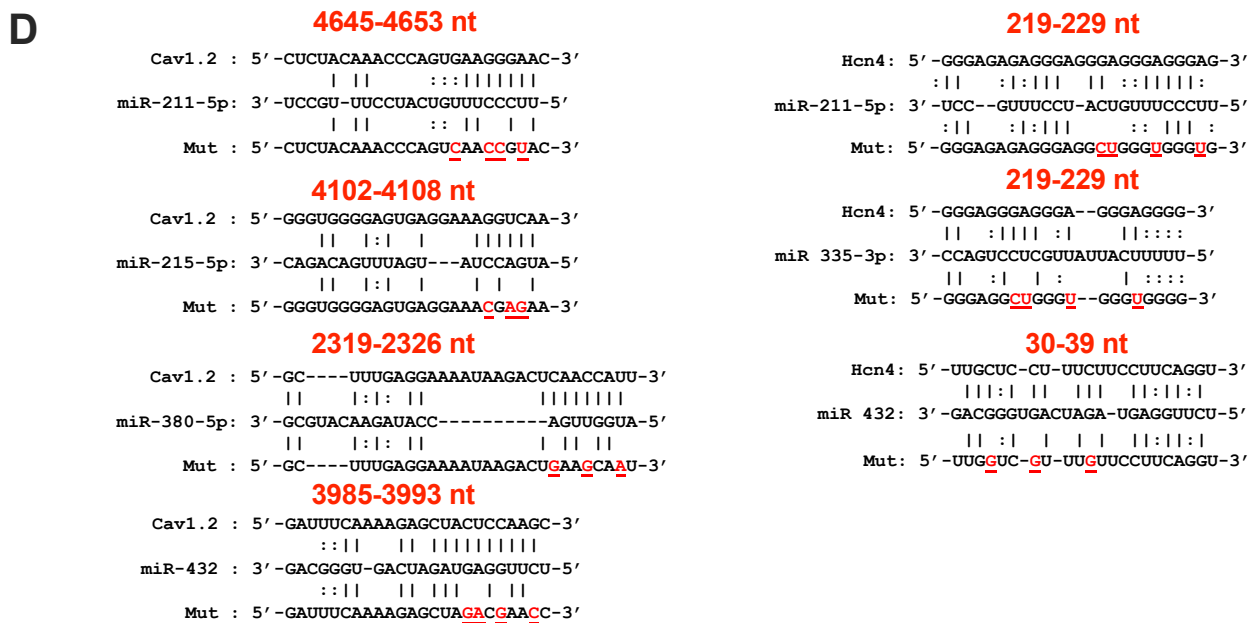 D
4645-4653 nt
Cav1.2 : 5′-CUCUACAAACCCAGUGAAGGGAAC-3′
| || :::|||||||
miR-211-5p: 3′-UCCGU-UUCCUACUGUUUCCCUU-5′
| || :: || | |
Mut : 5′-CUCUACAAACCCAGUCAACCGUAC-3′
4102-4108 nt
Cav1.2 : 5′-GGGUGGGGAGUGAGGAAAGGUCAA-3′
|| |:| | ||||||
miR-215-5p: 3′-CAGACAGUUUAGU---AUCCAGUA-5′
|| |:| | | | |
Mut : 5′-GGGUGGGGAGUGAGGAAACGAGAA-3′
2319-2326 nt
Cav1.2 : 5′-GC----UUUGAGGAAAAUAAGACUCAACCAUU-3′
|| |:|: || ||||||||
miR-380-5p: 3′-GCGUACAAGAUACC----------AGUUGGUA-5′
|| |:|: || | || ||
Mut : 5′-GC----UUUGAGGAAAAUAAGACUGAAGCAAU-3′
3985-3993 nt
Cav1.2 : 5′-GAUUUCAAAAGAGCUACUCCAAGC-3′
::|| || ||||||||||
miR-432 : 3′-GACGGGU-GACUAGAUGAGGUUCU-5′
::|| || ||| | ||
Mut : 5′-GAUUUCAAAAGAGCUAGACGAACC-3′
219-229 nt
Hcn4: 5′-GGGAGAGAGGGAGGGAGGGAGGGAG-3′
:|| :|:||| || ::|||||:
miR-211-5p: 3′-UCC--GUUUCCU-ACUGUUUCCCUU-5′
:|| :|:||| :: ||| :
Mut: 5′-GGGAGAGAGGGAGGCUGGGUGGGUG-3′
219-229 nt
Hcn4: 5′-GGGAGGGAGGGA--GGGAGGGG-3′
|| :|||| :| ||::::
miR 335-3p: 3′-CCAGUCCUCGUUAUUACUUUUU-5′
|| :| | : | ::::
Mut: 5′-GGGAGGCUGGGU--GGGUGGGG-3′
30-39 nt
Hcn4: 5′-UUGCUC-CU-UUCUUCCUUCAGGU-3′
|||:| || || ||:||:|
miR 432: 3′-GACGGGUGACUAGA-UGAGGUUCU-5′
|| :| | | | ||:||:|
Mut: 5′-UUGGUC-GU-UUGUUCCUUCAGGU-3′